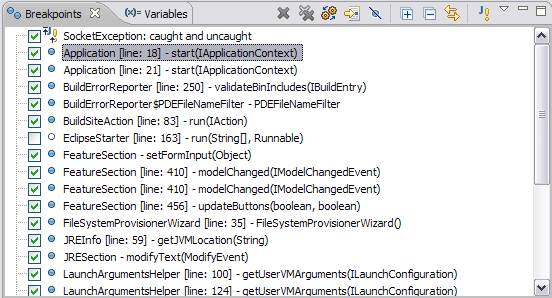 Breakpoints
Variables
SocketException: caught and uncaught
Application [line: 18] - start(IApplicationContext)
Application [line: 21] - start(IApplicationContext)
BuildErrorReporter [line: 250] - validateBinIncludes(IBuildEntry)
BuildErrorReporter$PDEFileNameFilter - PDEFileNameFilter
BuildSiteAction [line: 83] - run(IAction)
EclipseStarter [line: 163] - run(String[], Runnable)
FeatureSection - setFormInput(Object)
FeatureSection [line: 410] - modelChanged(IModelChangedEvent)
FeatureSection [line: 410] - modelChanged(IModelChangedEvent)
FeatureSection [line: 456] - updateButtons(boolean, boolean)
FileSystemProvisionerWizard [line: 35] - FileSystemProvisionerWizard()
JREInfo [line: 59] - getJVMLocation(String)
JRESection - modifyText(ModifyEvent)
LaunchArgumentsHelper [line: 100] - getUserVMArguments(ILaunchConfiguration)
LaunchArgumentsHelper [line: 124] - getUserVMArguments(ILaunchConfiguration)